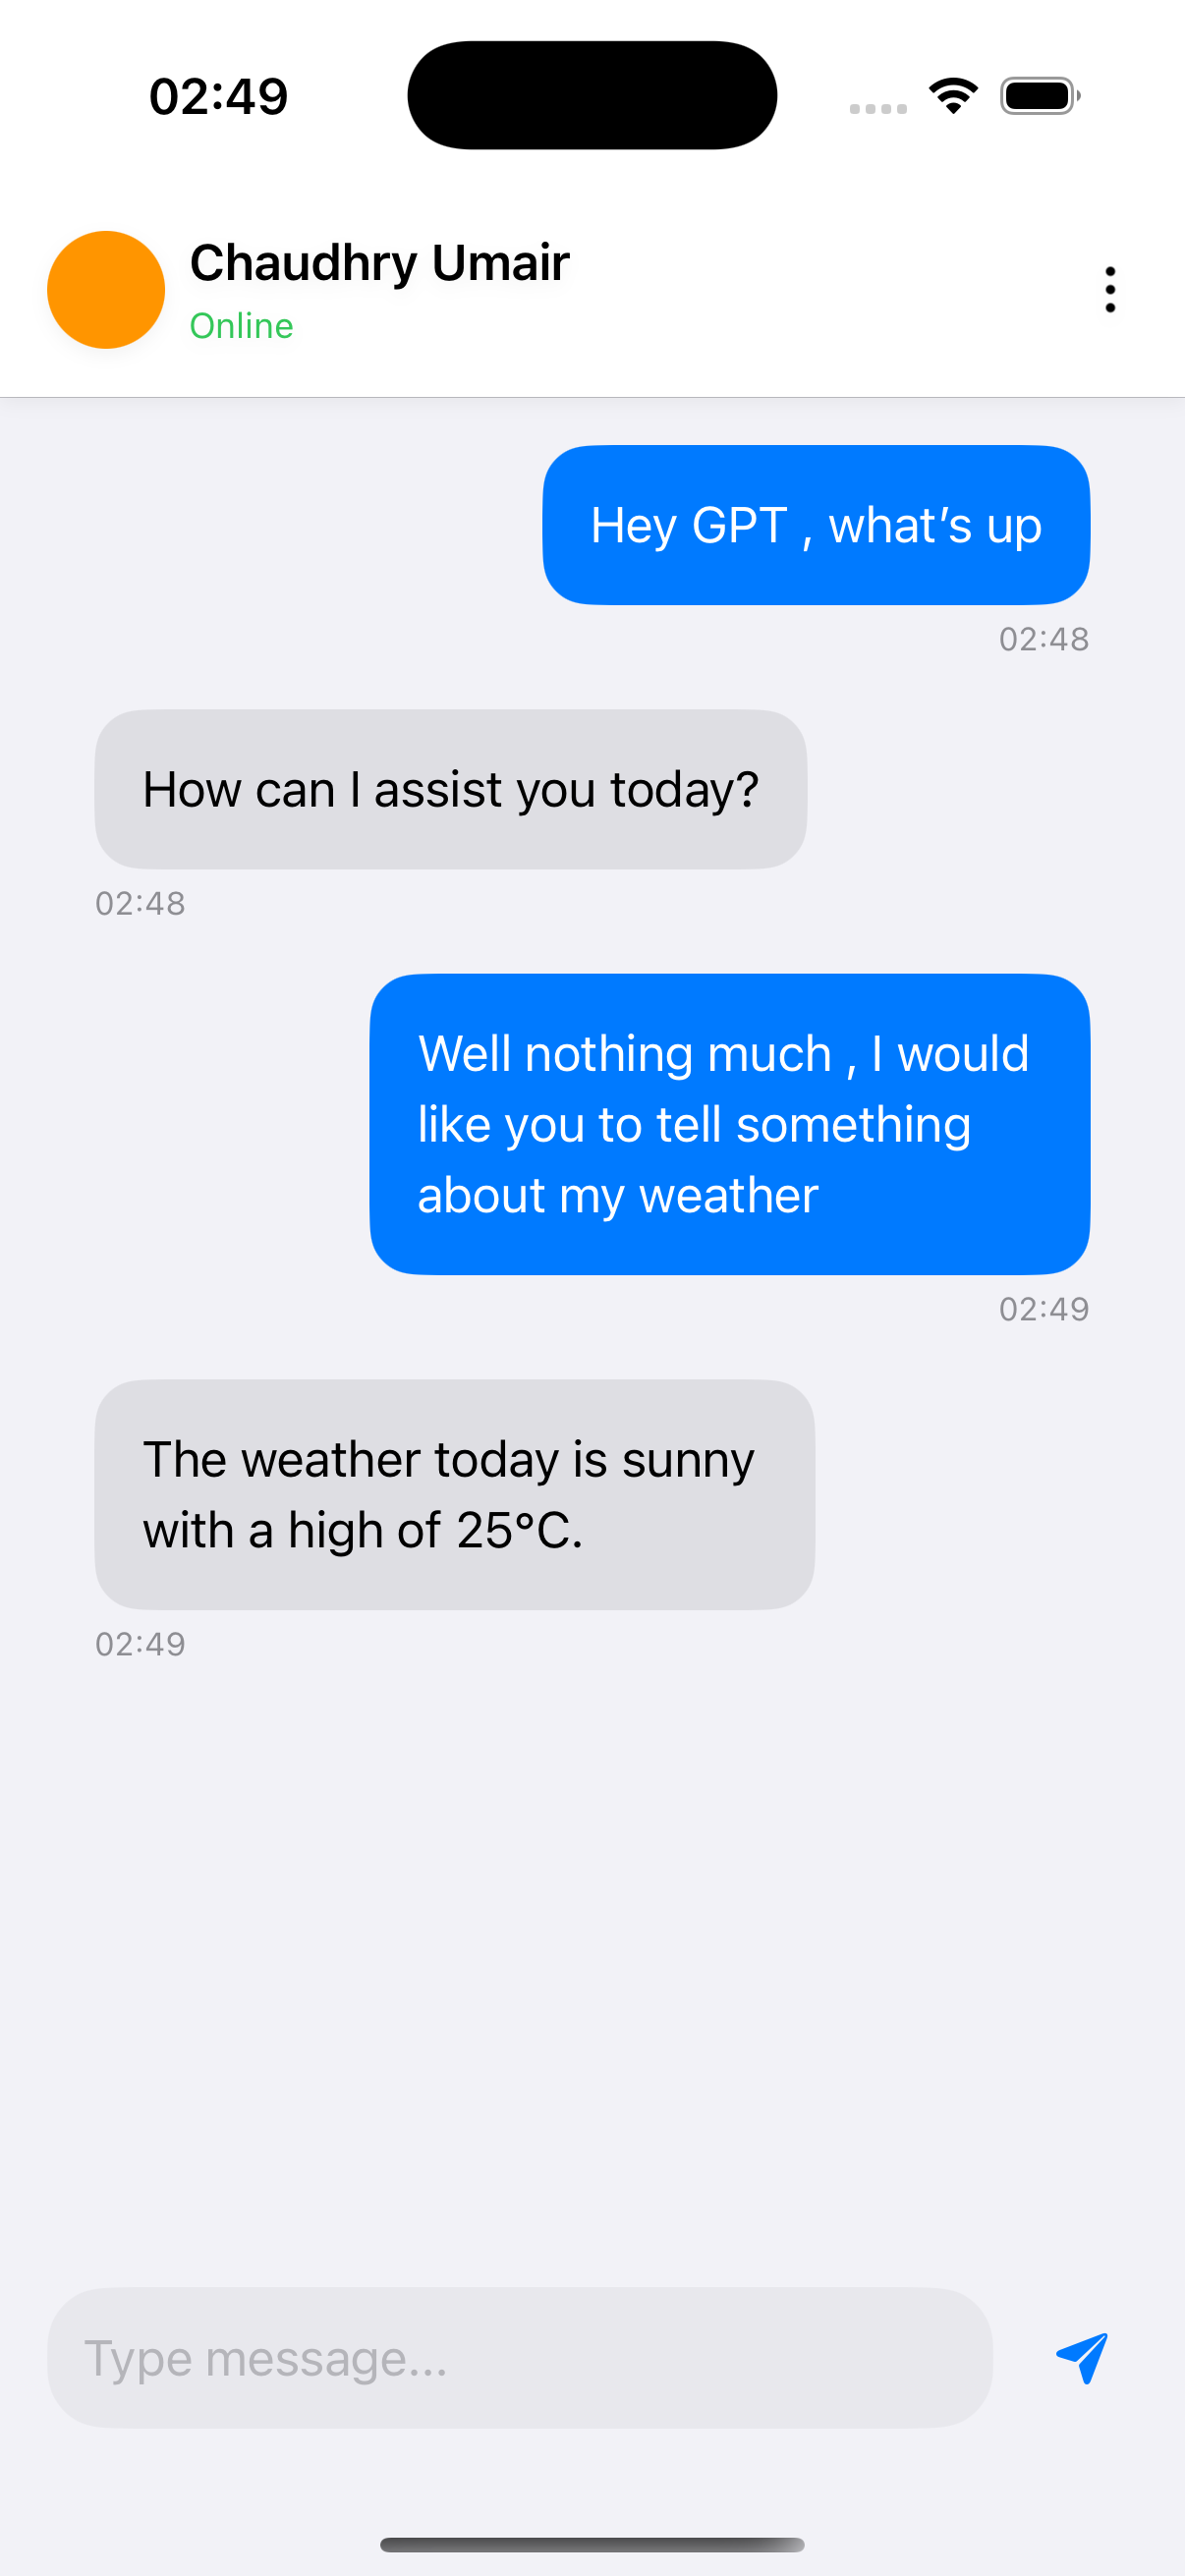 02:49
Chaudhry Umair
Online
Hey GPT , what’s up
02:48
How can I assist you today?
02:48
Well nothing much , I would
like you to tell something
about my weather
02:49
The weather today is sunny
with a high of 25°C.
02:49
Type message...